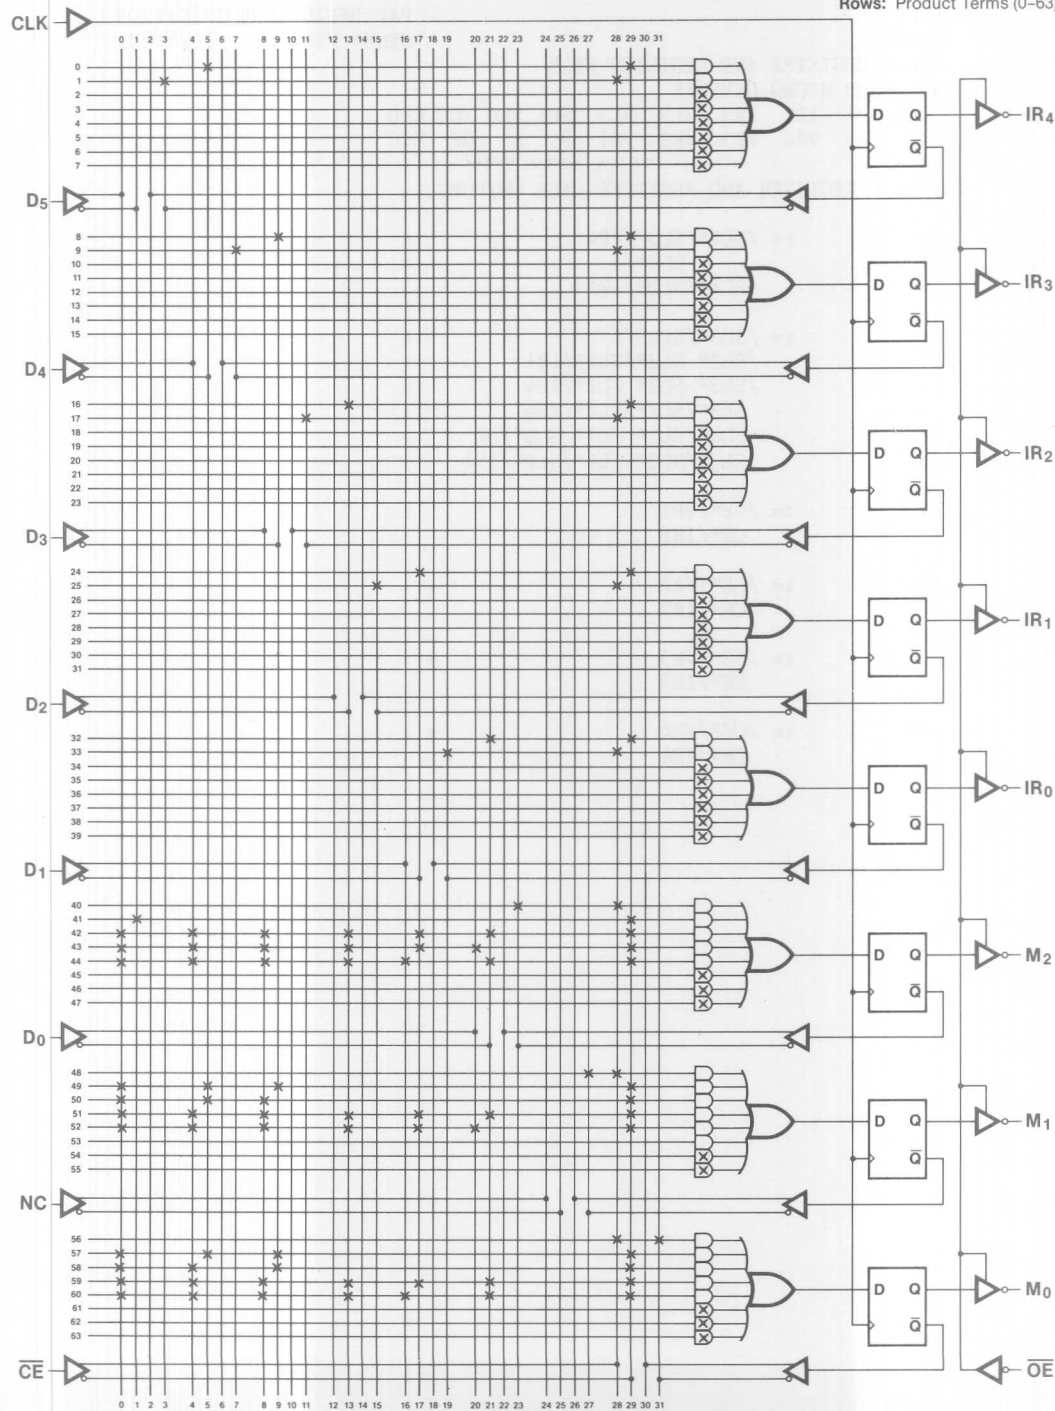 Rows: Product Terms (0–63)
CLK
0 1 2 3 4 5 6 7 8 9 10 11 12 13 14 15 16 17 18 19 20 21 22 23 24 25 26 27 28 29 30 31
0
1
2
3
4
5
6
7
D Q
Q̅
IR4
D5
8
9
10
11
12
13
14
15
D Q
Q̅
IR3
D4
16
17
18
19
20
21
22
23
D Q
Q̅
IR2
D3
24
25
26
27
28
29
30
31
D Q
Q̅
IR1
D2
32
33
34
35
36
37
38
39
D Q
Q̅
IR0
D1
40
41
42
43
44
45
46
47
D Q
Q̅
M2
D0
48
49
50
51
52
53
54
55
D Q
Q̅
M1
NC
56
57
58
59
60
61
62
63
D Q
Q̅
M0
C̅E̅
O̅E̅
0 1 2 3 4 5 6 7 8 9 10 11 12 13 14 15 16 17 18 19 20 21 22 23 24 25 26 27 28 29 30 31